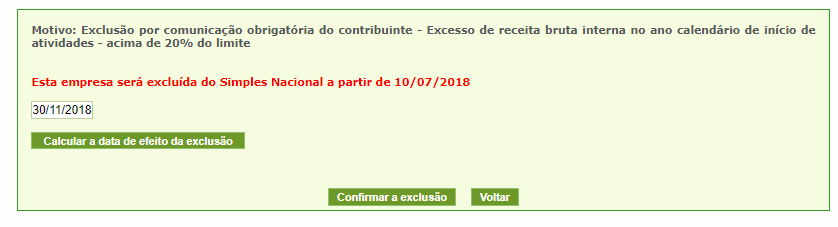 Motivo: Exclusão por comunicação obrigatória do contribuinte - Excesso de receita bruta interna no ano calendário de início de
atividades - acima de 20% do limite
Esta empresa será excluída do Simples Nacional a partir de 10/07/2018
30/11/2018
Calcular a data de efeito da exclusão
Confirmar a exclusão Voltar